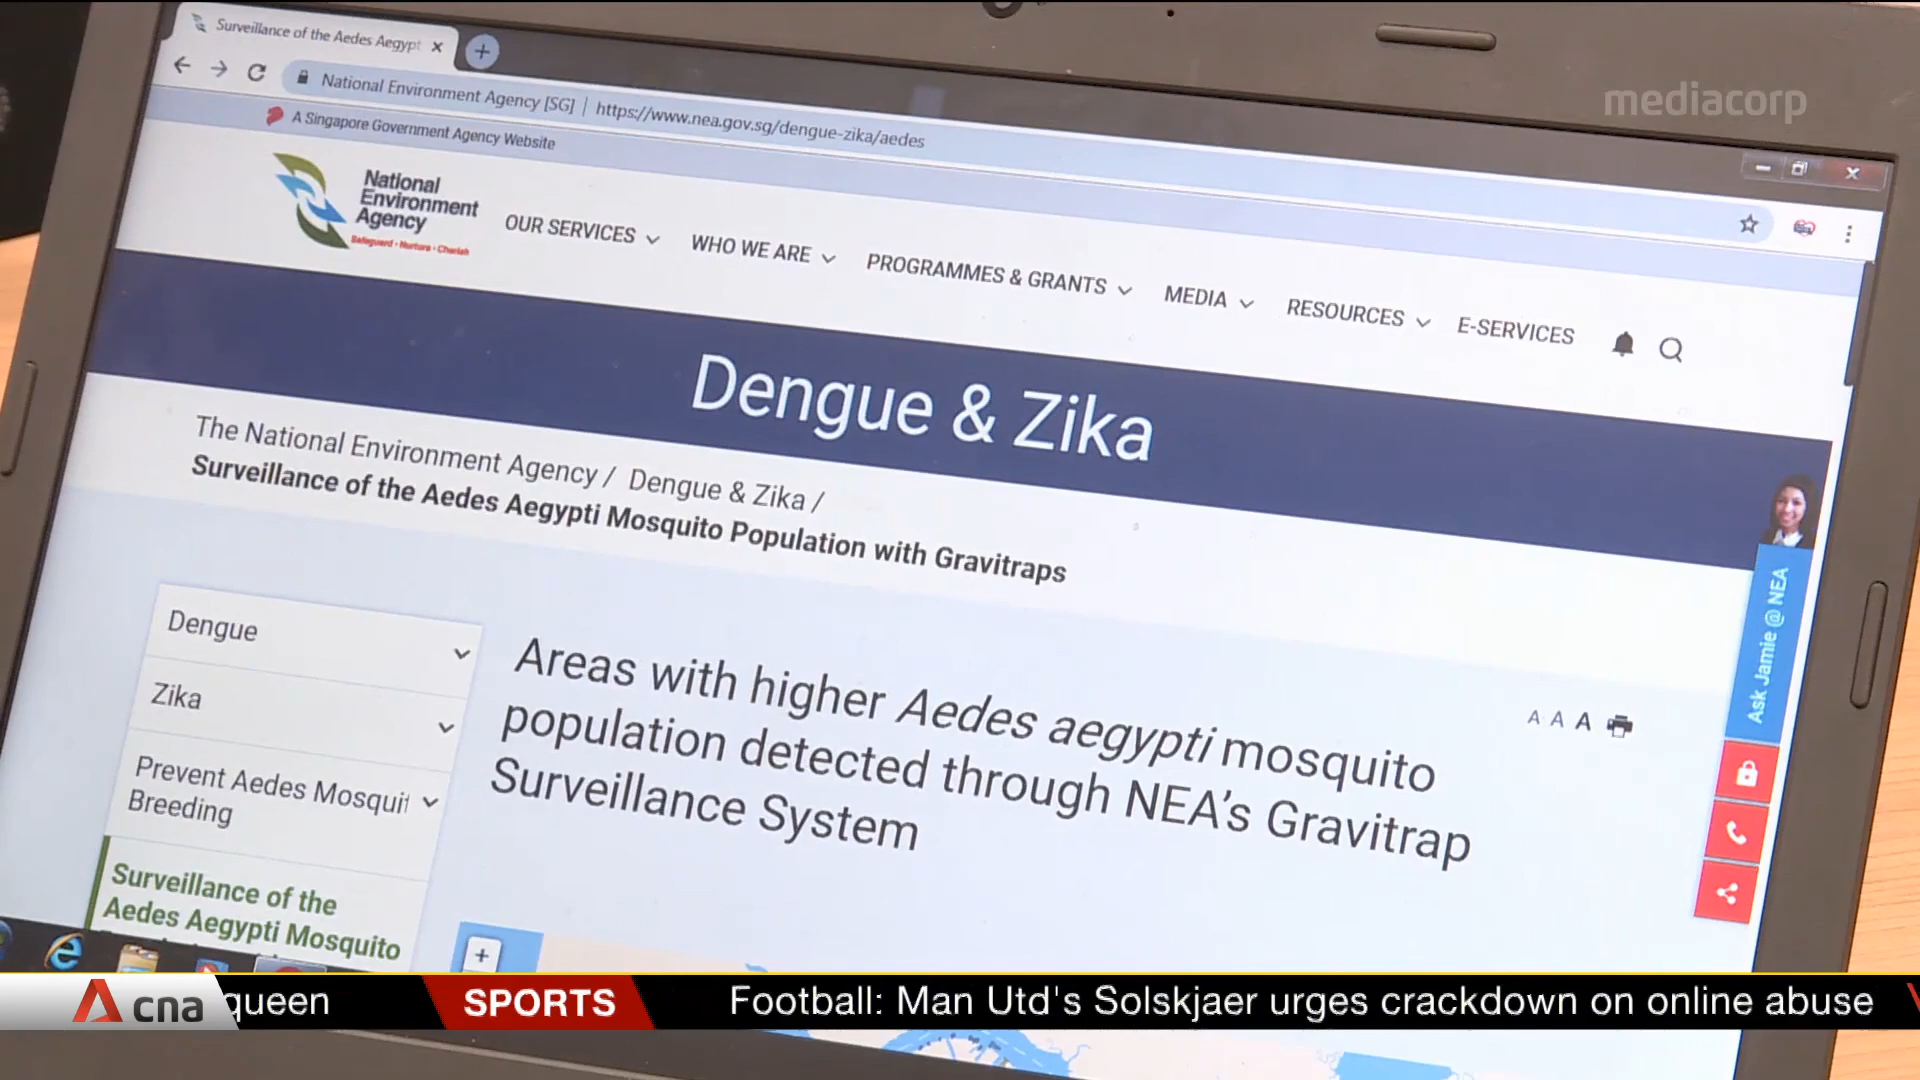 Surveillance of the Aedes Aegypt
mediacorp
National Environment Agency [SG] | https://www.nea.gov.sg/dengue-zika/aedes
A Singapore Government Agency Website
National
Environment
Agency
Safeguard • Nurture • Cherish
OUR SERVICES
WHO WE ARE
PROGRAMMES & GRANTS
MEDIA
RESOURCES
E-SERVICES
Dengue & Zika
The National Environment Agency / Dengue & Zika /
Surveillance of the Aedes Aegypti Mosquito Population with Gravitraps
Dengue
Zika
Prevent Aedes Mosquit
Breeding
Surveillance of the
Aedes Aegypti Mosquito
Areas with higher Aedes aegypti mosquito
population detected through NEA's Gravitrap
Surveillance System
A A A
Ask Jamie @ NEA
+
cna
queen
SPORTS
Football: Man Utd's Solskjaer urges crackdown on online abuse